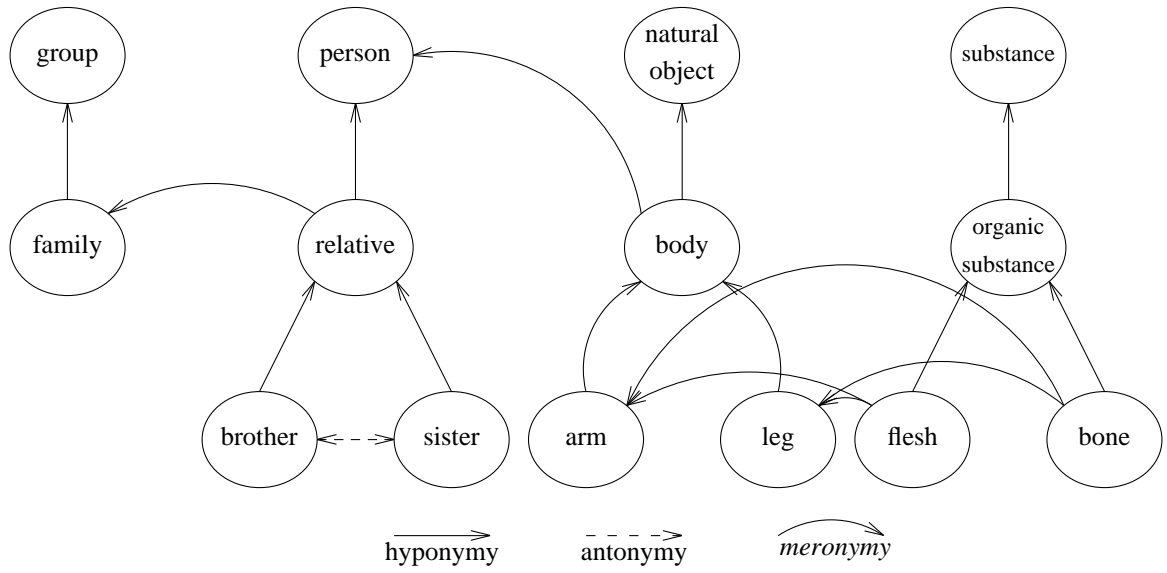 group
person
natural
object
substance
family
relative
body
organic
substance
brother
sister
arm
leg
flesh
bone
hyponymy
antonymy
meronymy